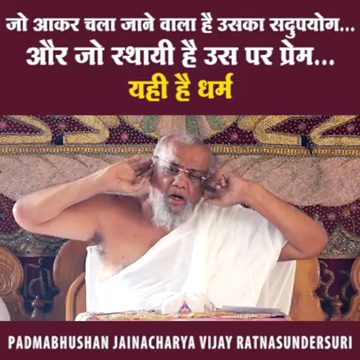 जो आकर चला जाने वाला है उसका सदुपयोग...
और जो स्थायी है उस पर प्रेम...
यही है धर्म
PADMABHUSHAN JAINACHARYA VIJAY RATNASUNDERSURI